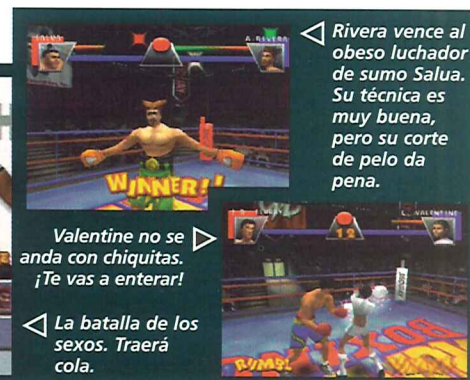 SALUA
A. RIVERA
WINNER!!
Rivera vence al
obeso luchador
de sumo Salua.
Su técnica es
muy buena,
pero su corte
de pelo da
pena.
Valentine no se
anda con chiquitas.
¡Te vas a enterar!
VALENTINE
RUMBL
BOX
La batalla de los
sexos. Traerá
cola.